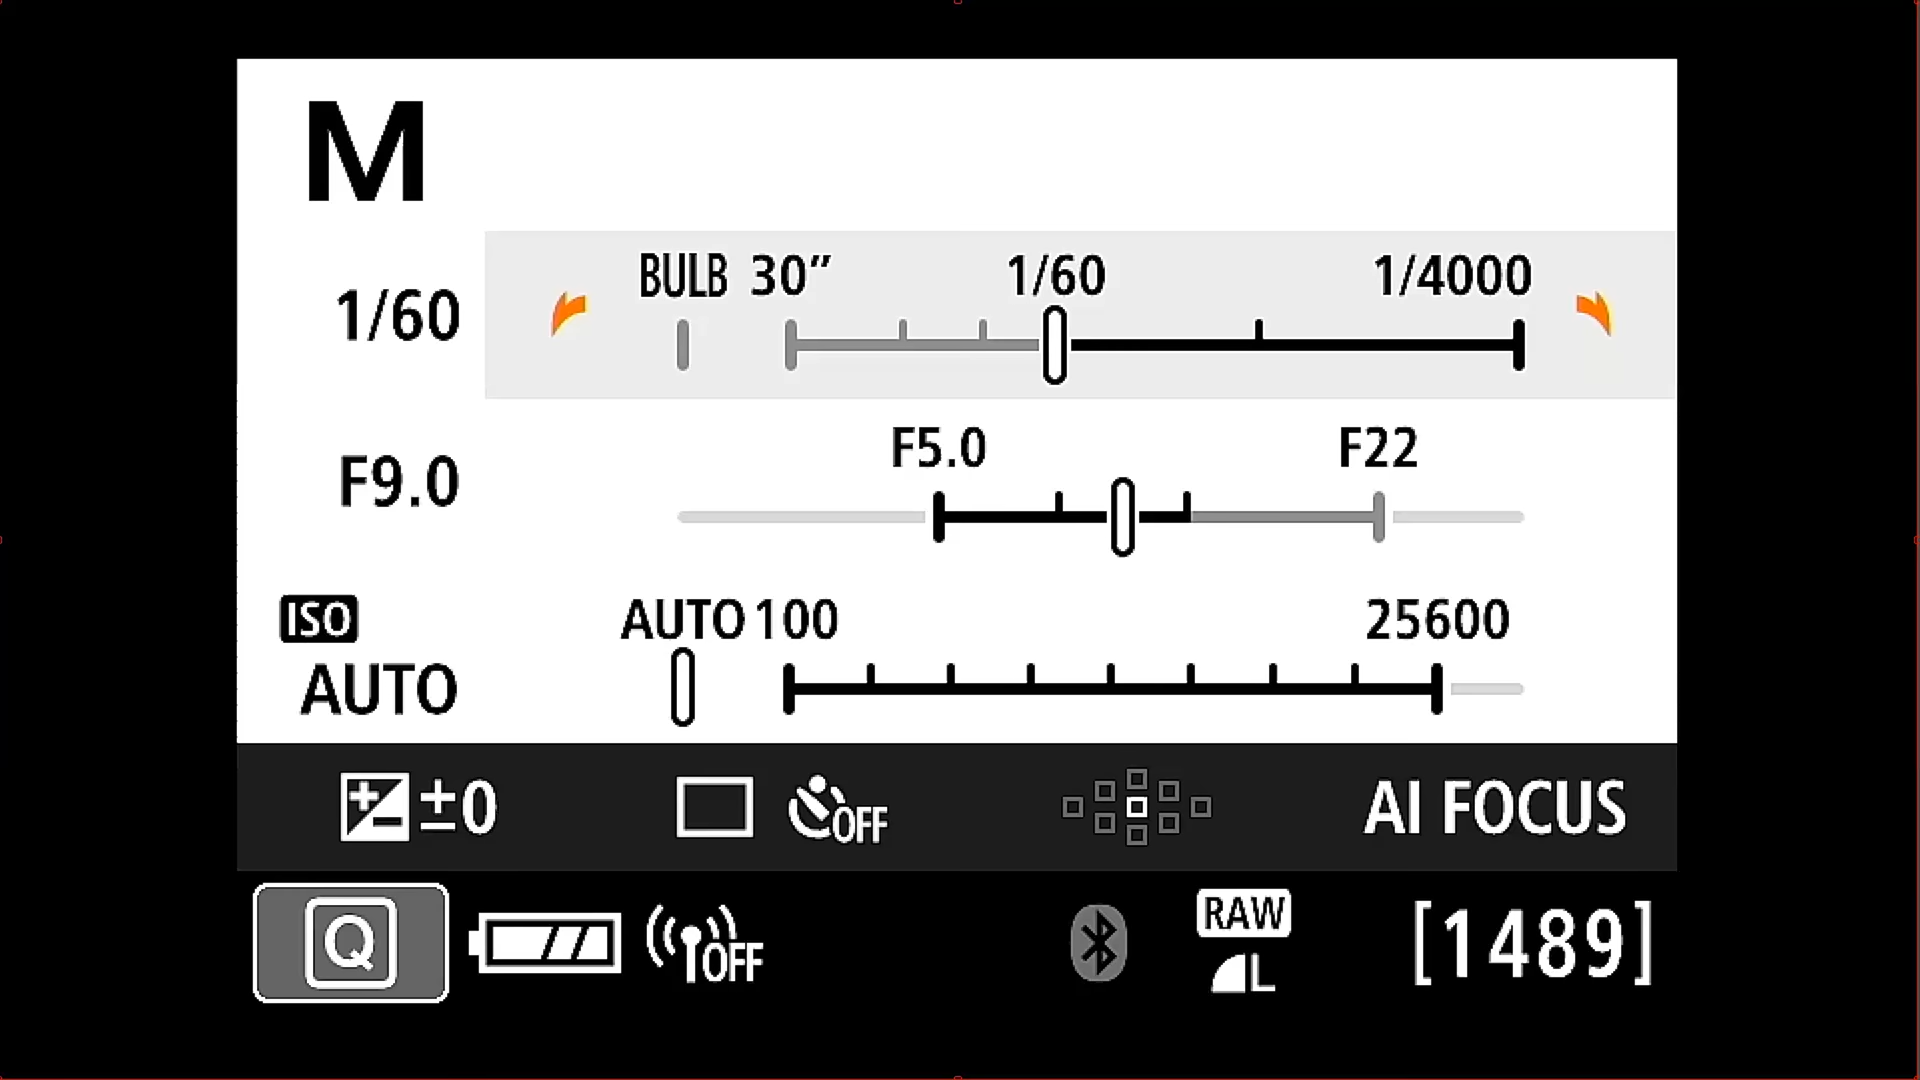 M
1/60 BULB 30” 1/60 1/4000
F9.0 F5.0 F22
ISO AUTO 100 25600
AUTO
±0 OFF AI FOCUS
Q OFF RAW L [1489]